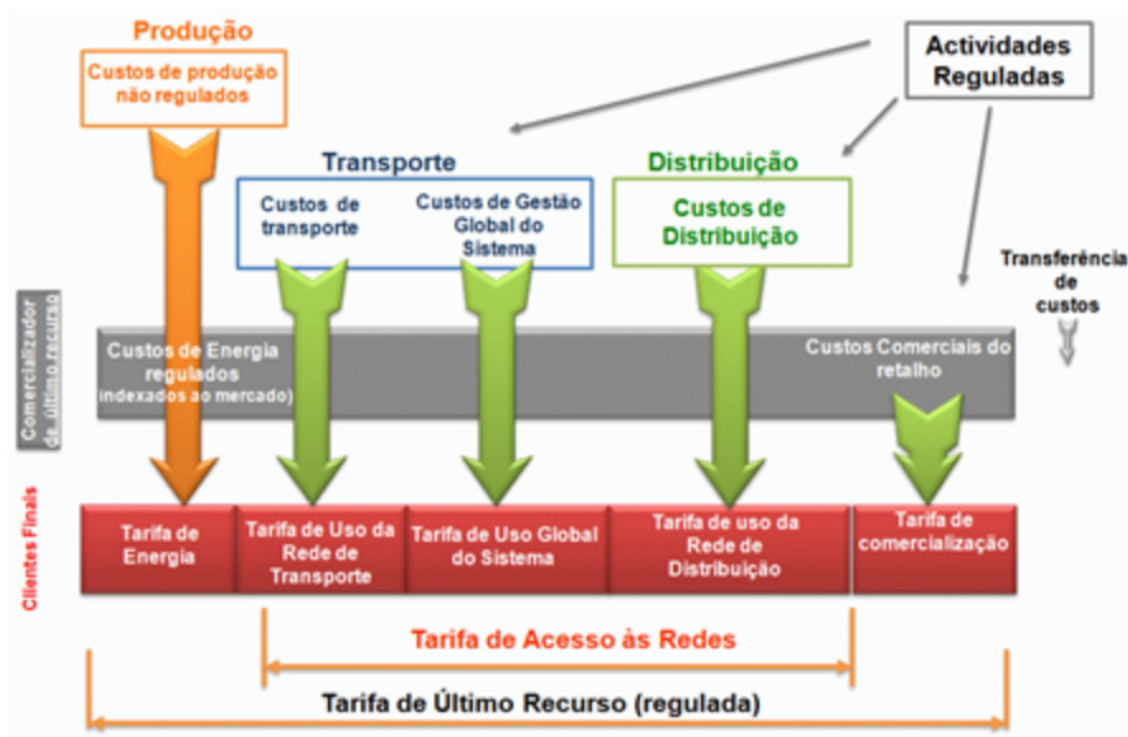 Produção
Custos de produção
não regulados
Actividades
Reguladas
Transporte
Custos de
transporte
Custos de Gestão
Global do
Sistema
Distribuição
Custos de
Distribuição
Transferência
de
custos
Comercializador
de último recurso
Custos de Energia
regulados
(indexados ao mercado)
Custos Comerciais do
retalho
Clientes Finais
Tarifa de
Energia
Tarifa de Uso da
Rede de
Transporte
Tarifa de Uso Global
do Sistema
Tarifa de uso da
Rede de
Distribuição
Tarifa de
comercialização
Tarifa de Acesso às Redes
Tarifa de Último Recurso (regulada)